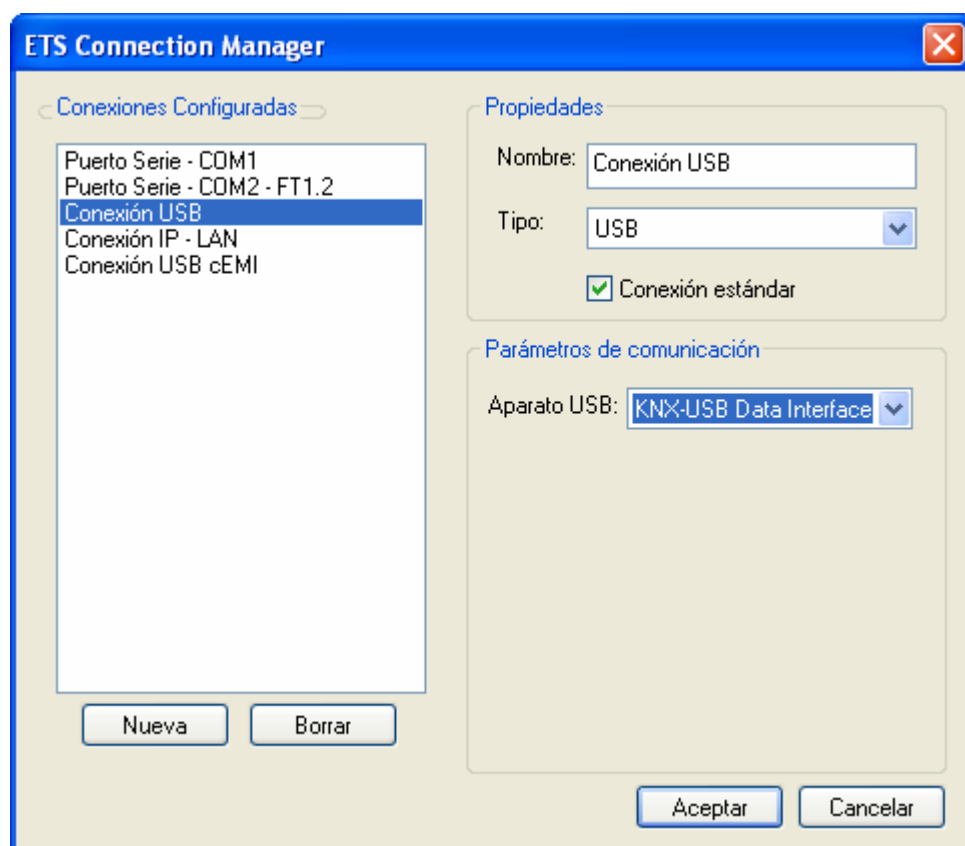 ETS Connection Manager
Conexiones Configuradas
Puerto Serie - COM1
Puerto Serie - COM2 - FT1.2
Conexión USB
Conexión IP - LAN
Conexión USB cEMI
Nueva
Borrar
Propiedades
Nombre: Conexión USB
Tipo: USB
Conexión estándar
Parámetros de comunicación
Aparato USB: KNX-USB Data Interface
Aceptar
Cancelar